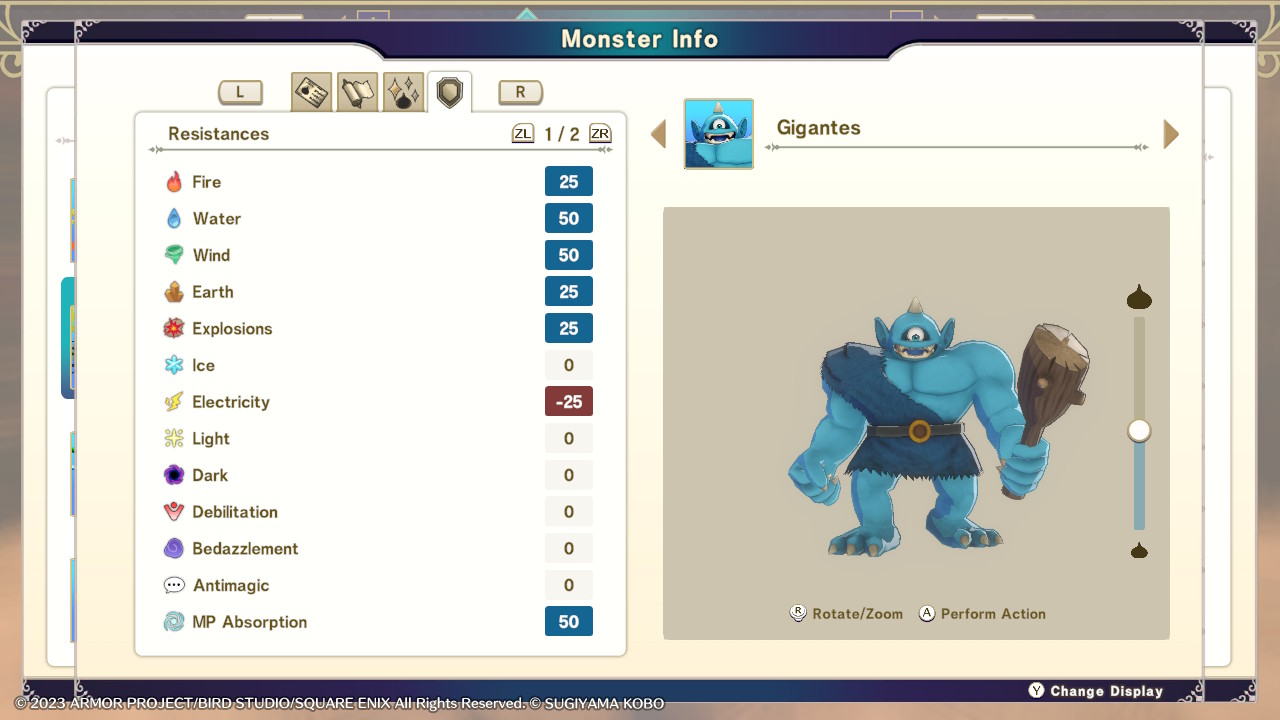 Monster Info
L
R
Resistances
ZL 1 / 2 ZR
Gigantes
Fire 25
Water 50
Wind 50
Earth 25
Explosions 25
Ice 0
Electricity -25
Light 0
Dark 0
Debilitation 0
Bedazzlement 0
Antimagic 0
MP Absorption 50
R Rotate/Zoom A Perform Action
Y Change Display
© 2023 ARMOR PROJECT/BIRD STUDIO/SQUARE ENIX All Rights Reserved. © SUGIYAMA KOBO